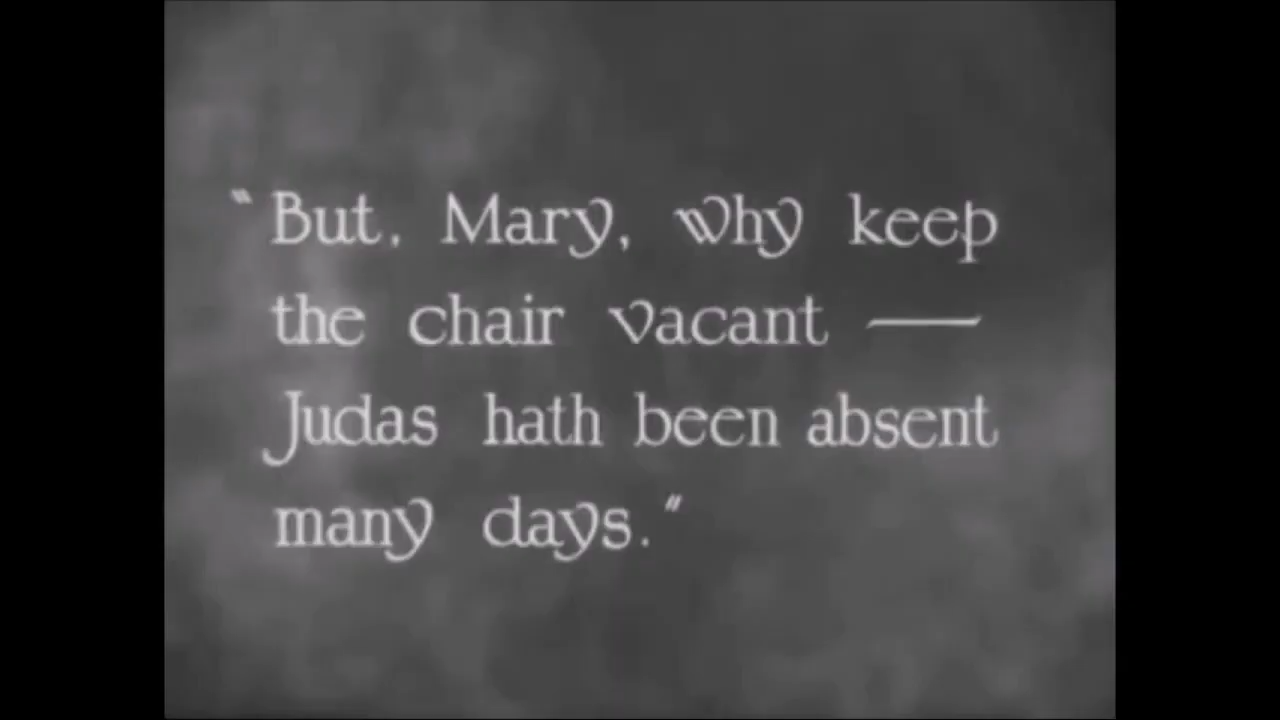 "But, Mary, why keep
the chair vacant —
Judas hath been absent
many days."